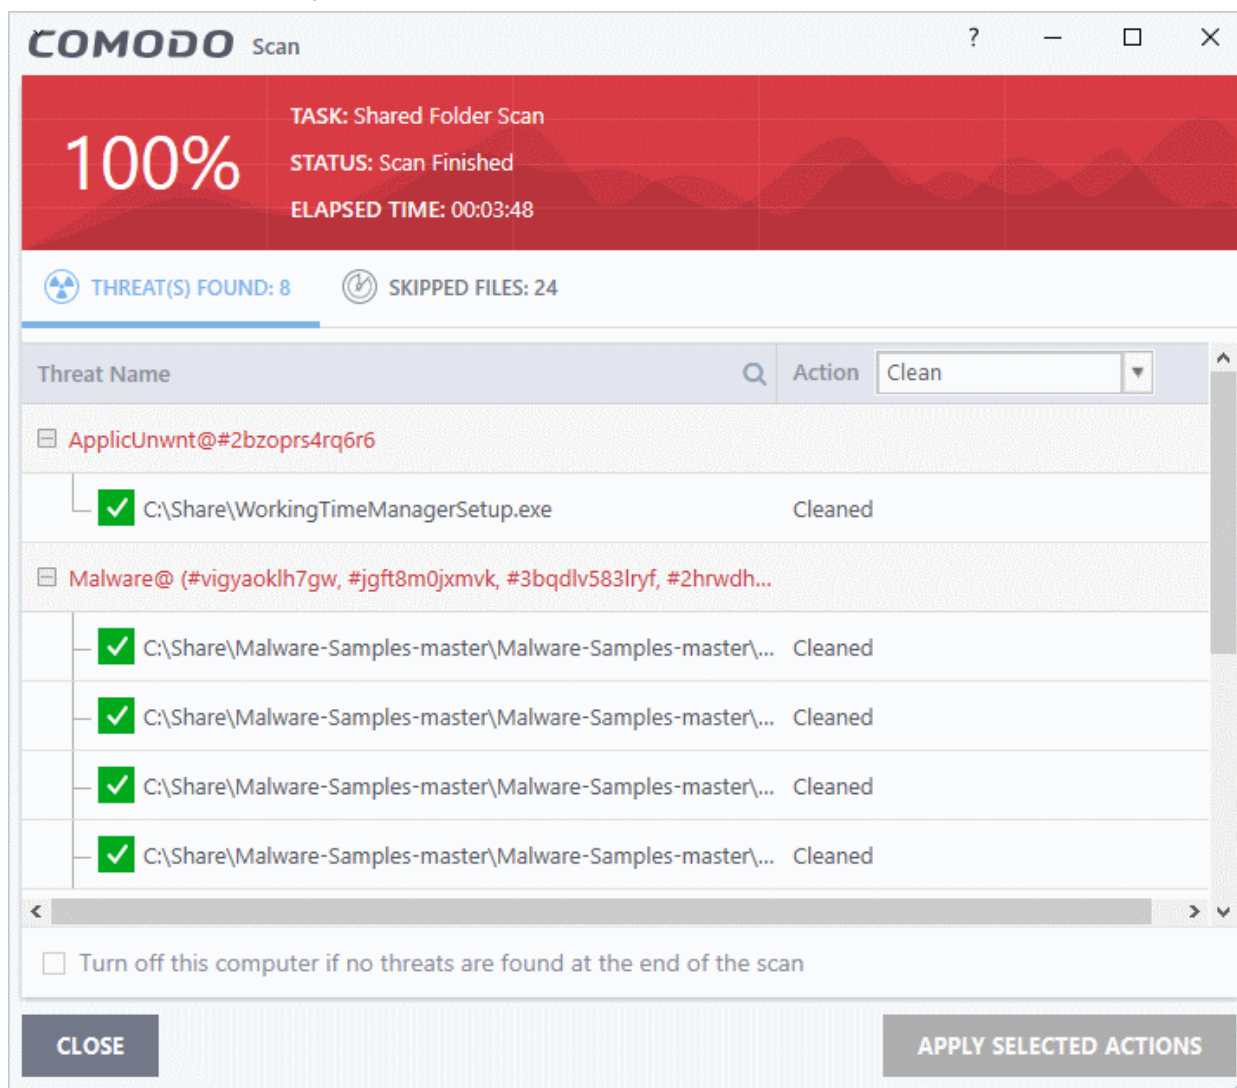 COMODO Scan ?
100%
TASK: Shared Folder Scan
STATUS: Scan Finished
ELAPSED TIME: 00:03:48
THREAT(S) FOUND: 8 SKIPPED FILES: 24
Threat Name Action Clean
ApplicUnwnt@#2bzoprs4rq6r6
C:\Share\WorkingTimeManagerSetup.exe Cleaned
Malware@ (#vigyaoklh7gw, #jgft8m0jxmvk, #3bqdlv583lryf, #2hrwdh...
C:\Share\Malware-Samples-master\Malware-Samples-master\... Cleaned
C:\Share\Malware-Samples-master\Malware-Samples-master\... Cleaned
C:\Share\Malware-Samples-master\Malware-Samples-master\... Cleaned
C:\Share\Malware-Samples-master\Malware-Samples-master\... Cleaned
Turn off this computer if no threats are found at the end of the scan
CLOSE APPLY SELECTED ACTIONS